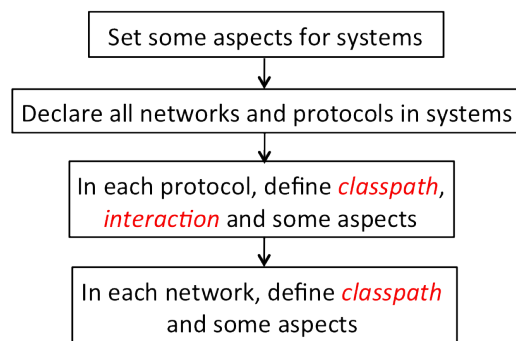 Set some aspects for systems
Declare all networks and protocols in systems
In each protocol, define classpath,
interaction and some aspects
In each network, define classpath
and some aspects